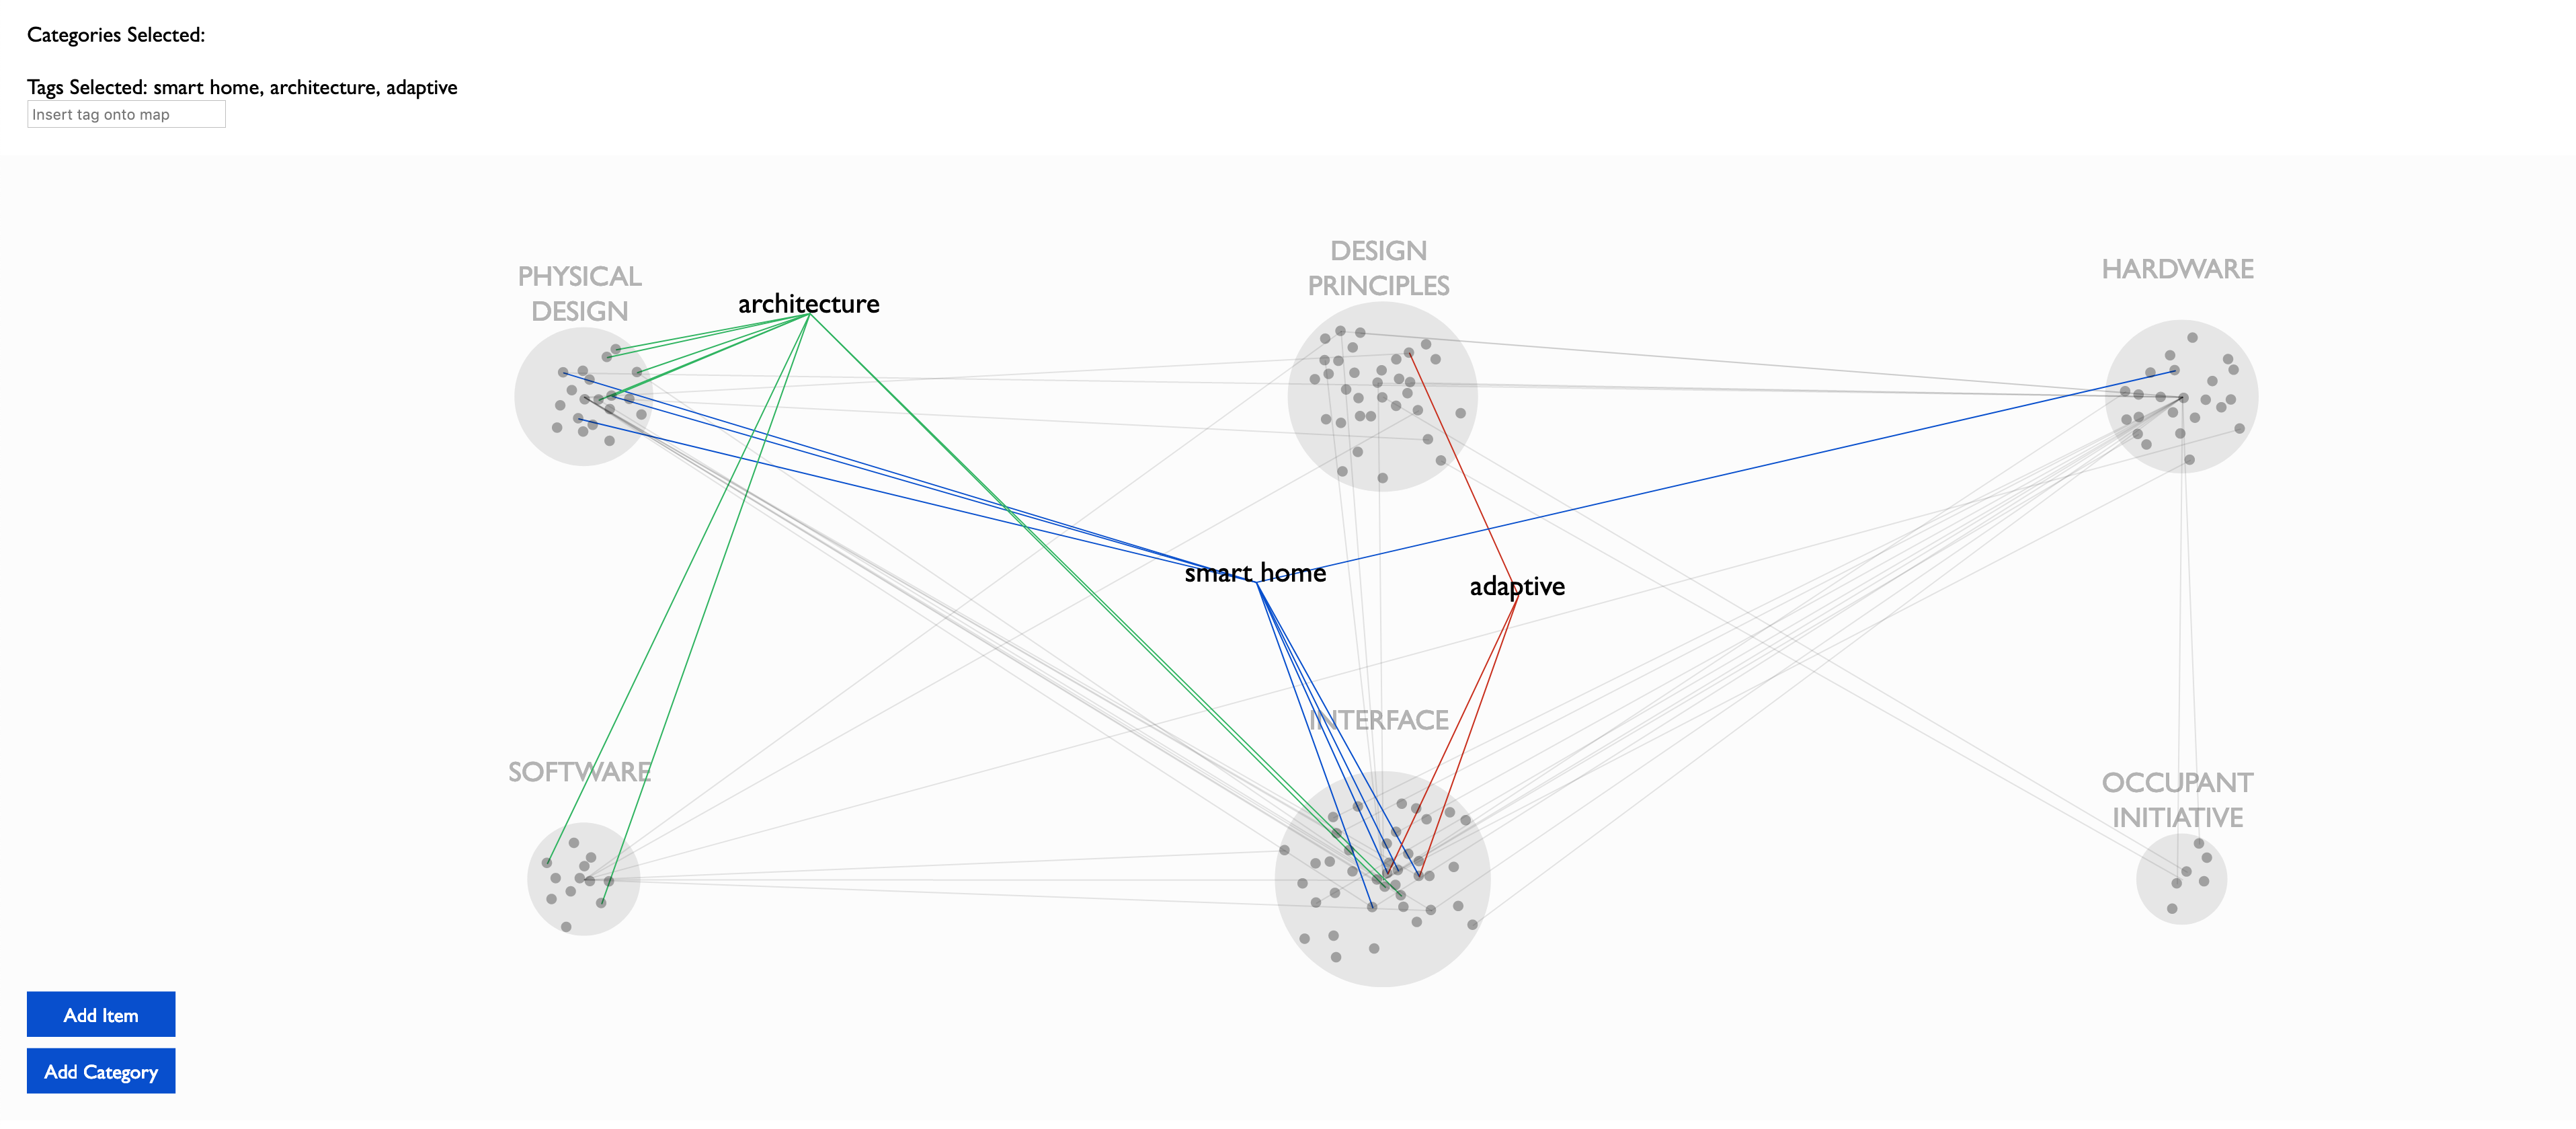 Categories Selected:
Tags Selected: smart home, architecture, adaptive
Insert tag onto map
PHYSICAL
DESIGN
architecture
DESIGN
PRINCIPLES
HARDWARE
smart home
adaptive
SOFTWARE
INTERFACE
OCCUPANT
INITIATIVE
Add Item
Add Category